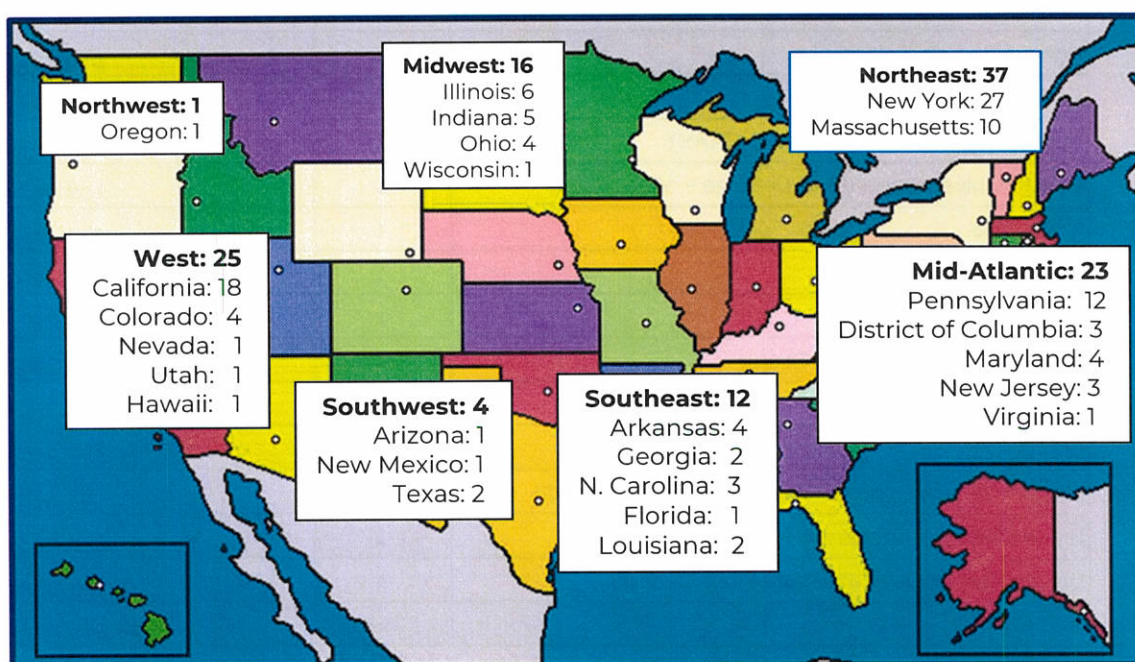 Northwest: 1
Oregon: 1
Midwest: 16
Illinois: 6
Indiana: 5
Ohio: 4
Wisconsin: 1
Northeast: 37
New York: 27
Massachusetts: 10
West: 25
California: 18
Colorado: 4
Nevada: 1
Utah: 1
Hawaii: 1
Southwest: 4
Arizona: 1
New Mexico: 1
Texas: 2
Southeast: 12
Arkansas: 4
Georgia: 2
N. Carolina: 3
Florida: 1
Louisiana: 2
Mid-Atlantic: 23
Pennsylvania: 12
District of Columbia: 3
Maryland: 4
New Jersey: 3
Virginia: 1